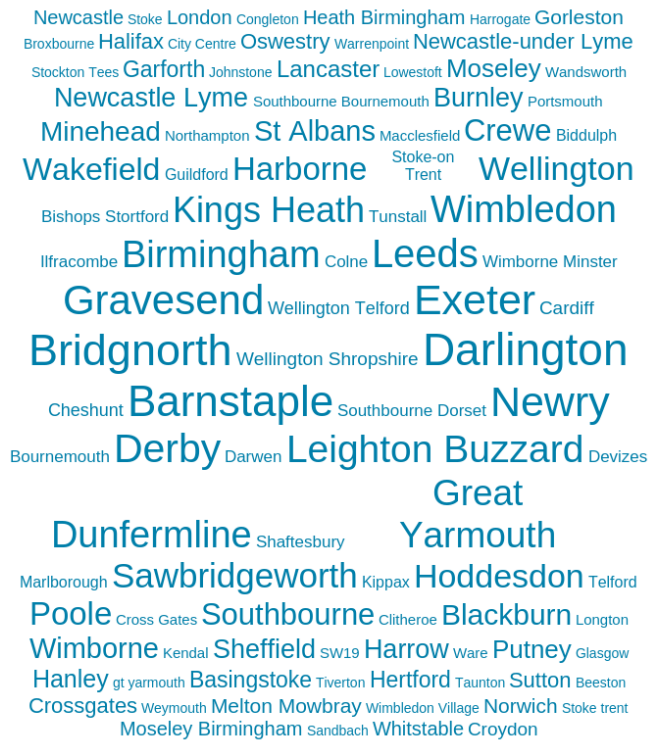 Newcastle Stoke London Congleton Heath Birmingham Harrogate Gorleston
Broxbourne Halifax City Centre Oswestry Warrenpoint Newcastle-under Lyme
Stockton Tees Garforth Johnstone Lancaster Lowestoft Moseley Wandsworth
Newcastle Lyme Southbourne Bournemouth Burnley Portsmouth
Minehead Northampton St Albans Macclesfield Crewe Biddulph
Wakefield Guildford Harborne Stoke-on Trent Wellington
Bishops Stortford Kings Heath Tunstall Wimbledon
Ilfracombe Birmingham Colne Leeds Wimborne Minster
Gravesend Wellington Telford Exeter Cardiff
Bridgnorth Wellington Shropshire Darlington
Cheshunt Barnstaple Southbourne Dorset Newry
Bournemouth Derby Darwen Leighton Buzzard Devizes
Dunfermline Shaftesbury Great Yarmouth
Marlborough Sawbridgeworth Kippax Hoddesdon Telford
Poole Cross Gates Southbourne Clitheroe Blackburn Longton
Wimborne Kendal Sheffield SW19 Harrow Ware Putney Glasgow
Hanley gt yarmouth Basingstoke Tiverton Hertford Taunton Sutton Beeston
Crossgates Weymouth Melton Mowbray Wimbledon Village Norwich Stoke trent
Moseley Birmingham Sandbach Whitstable Croydon